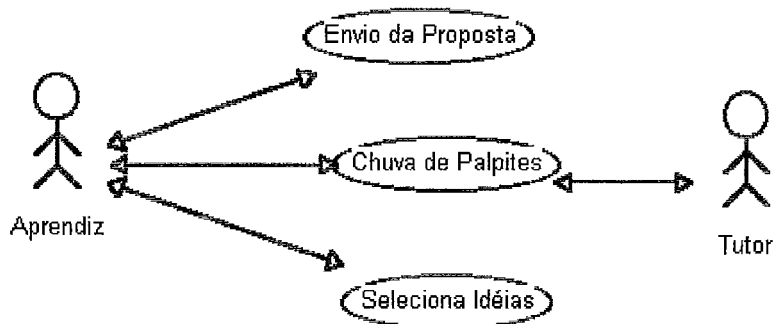 Envio da Proposta
Chuva de Palpites
Aprendiz
Tutor
Seleciona Idéias